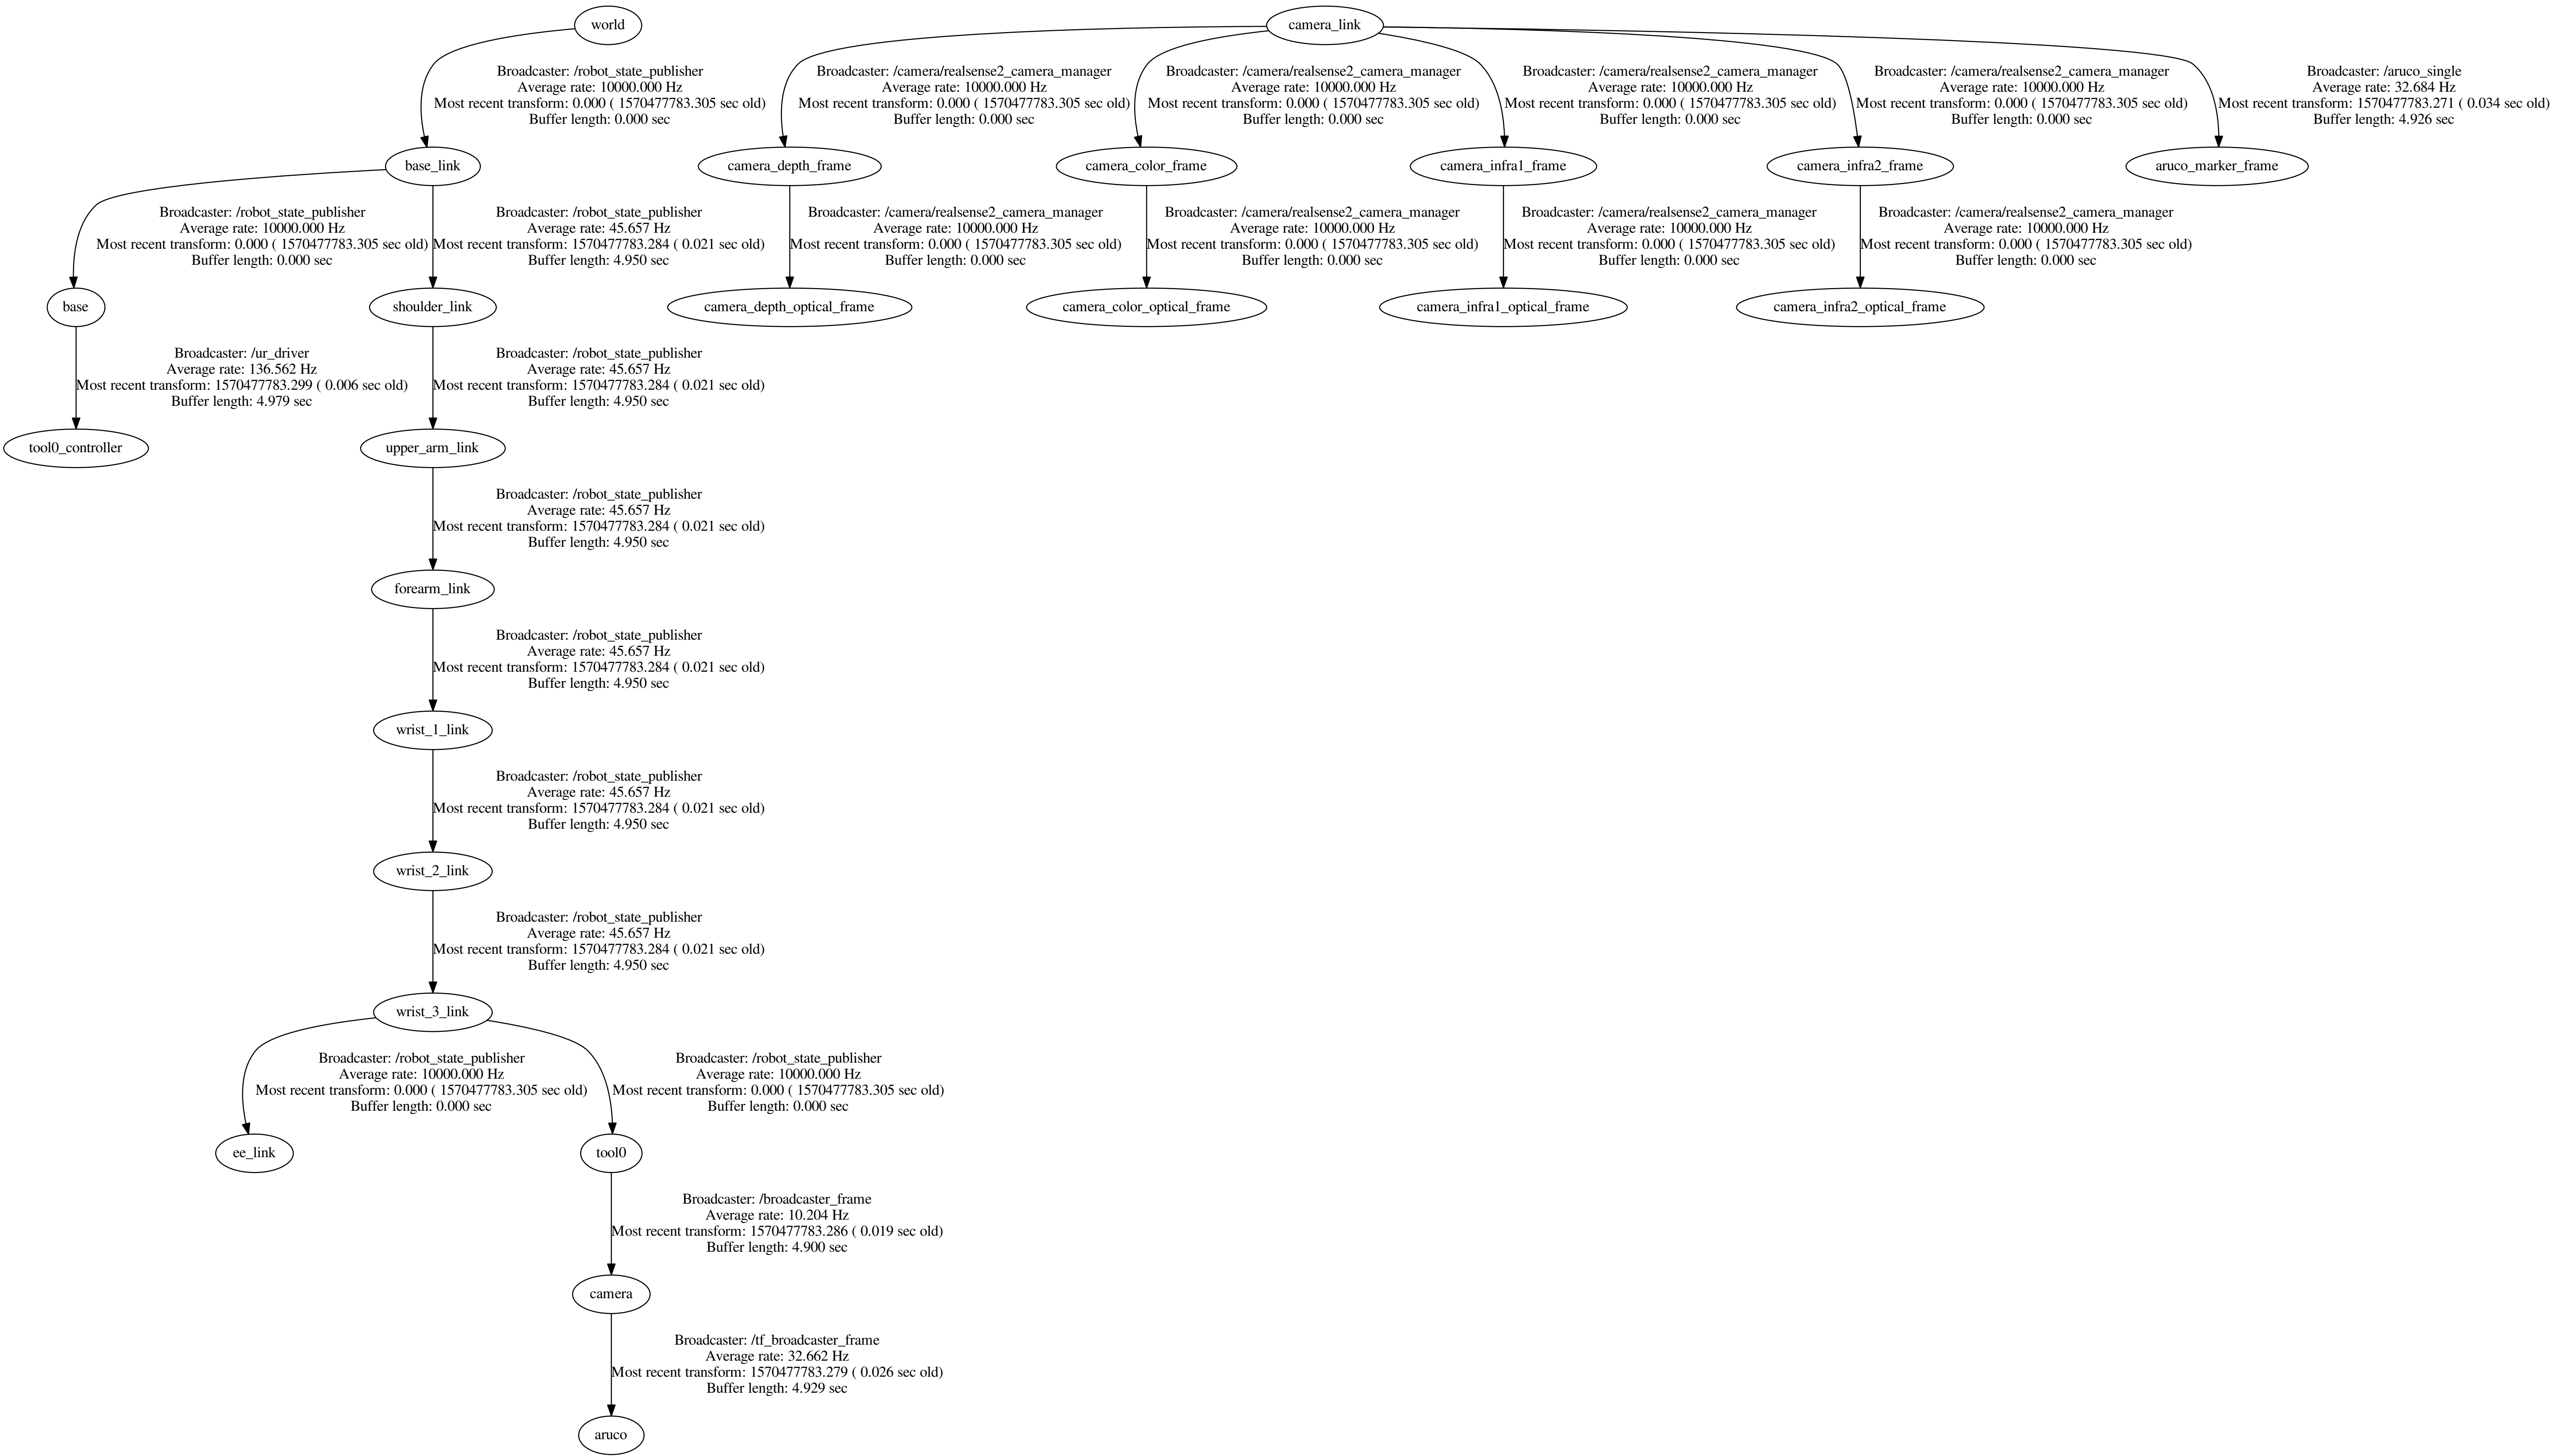 world
camera_link
Broadcaster: /robot_state_publisher
Average rate: 10000.000 Hz
Most recent transform: 0.000 ( 1570477783.305 sec old)
Buffer length: 0.000 sec
Broadcaster: /camera/realsense2_camera_manager
Average rate: 10000.000 Hz
Most recent transform: 0.000 ( 1570477783.305 sec old)
Buffer length: 0.000 sec
Broadcaster: /camera/realsense2_camera_manager
Average rate: 10000.000 Hz
Most recent transform: 0.000 ( 1570477783.305 sec old)
Buffer length: 0.000 sec
Broadcaster: /camera/realsense2_camera_manager
Average rate: 10000.000 Hz
Most recent transform: 0.000 ( 1570477783.305 sec old)
Buffer length: 0.000 sec
Broadcaster: /camera/realsense2_camera_manager
Average rate: 10000.000 Hz
Most recent transform: 0.000 ( 1570477783.305 sec old)
Buffer length: 0.000 sec
Broadcaster: /aruco_single
Average rate: 32.684 Hz
Most recent transform: 1570477783.271 ( 0.034 sec old)
Buffer length: 4.926 sec
base_link
camera_depth_frame
camera_color_frame
camera_infra1_frame
camera_infra2_frame
aruco_marker_frame
Broadcaster: /robot_state_publisher
Average rate: 10000.000 Hz
Most recent transform: 0.000 ( 1570477783.305 sec old)
Buffer length: 0.000 sec
Broadcaster: /robot_state_publisher
Average rate: 45.657 Hz
Most recent transform: 1570477783.284 ( 0.021 sec old)
Buffer length: 4.950 sec
Broadcaster: /camera/realsense2_camera_manager
Average rate: 10000.000 Hz
Most recent transform: 0.000 ( 1570477783.305 sec old)
Buffer length: 0.000 sec
Broadcaster: /camera/realsense2_camera_manager
Average rate: 10000.000 Hz
Most recent transform: 0.000 ( 1570477783.305 sec old)
Buffer length: 0.000 sec
Broadcaster: /camera/realsense2_camera_manager
Average rate: 10000.000 Hz
Most recent transform: 0.000 ( 1570477783.305 sec old)
Buffer length: 0.000 sec
Broadcaster: /camera/realsense2_camera_manager
Average rate: 10000.000 Hz
Most recent transform: 0.000 ( 1570477783.305 sec old)
Buffer length: 0.000 sec
base
shoulder_link
camera_depth_optical_frame
camera_color_optical_frame
camera_infra1_optical_frame
camera_infra2_optical_frame
Broadcaster: /ur_driver
Average rate: 136.562 Hz
Most recent transform: 1570477783.299 ( 0.006 sec old)
Buffer length: 4.979 sec
Broadcaster: /robot_state_publisher
Average rate: 45.657 Hz
Most recent transform: 1570477783.284 ( 0.021 sec old)
Buffer length: 4.950 sec
tool0_controller
upper_arm_link
Broadcaster: /robot_state_publisher
Average rate: 45.657 Hz
Most recent transform: 1570477783.284 ( 0.021 sec old)
Buffer length: 4.950 sec
forearm_link
Broadcaster: /robot_state_publisher
Average rate: 45.657 Hz
Most recent transform: 1570477783.284 ( 0.021 sec old)
Buffer length: 4.950 sec
wrist_1_link
Broadcaster: /robot_state_publisher
Average rate: 45.657 Hz
Most recent transform: 1570477783.284 ( 0.021 sec old)
Buffer length: 4.950 sec
wrist_2_link
Broadcaster: /robot_state_publisher
Average rate: 45.657 Hz
Most recent transform: 1570477783.284 ( 0.021 sec old)
Buffer length: 4.950 sec
wrist_3_link
Broadcaster: /robot_state_publisher
Average rate: 10000.000 Hz
Most recent transform: 0.000 ( 1570477783.305 sec old)
Buffer length: 0.000 sec
Broadcaster: /robot_state_publisher
Average rate: 10000.000 Hz
Most recent transform: 0.000 ( 1570477783.305 sec old)
Buffer length: 0.000 sec
ee_link
tool0
Broadcaster: /broadcaster_frame
Average rate: 10.204 Hz
Most recent transform: 1570477783.286 ( 0.019 sec old)
Buffer length: 4.900 sec
camera
Broadcaster: /tf_broadcaster_frame
Average rate: 32.662 Hz
Most recent transform: 1570477783.279 ( 0.026 sec old)
Buffer length: 4.929 sec
aruco